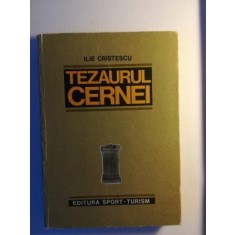 ILIE CRISTESCU
TEZAURUL
CERNEI
EDITURA SPORT-TURISM